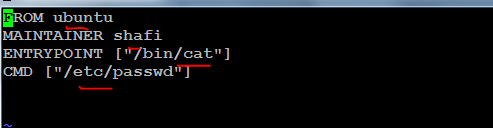 FROM ubuntu
MAINTAINER shafi
ENTRYPOINT ["/bin/cat"]
CMD ["/etc/passwd"]
~